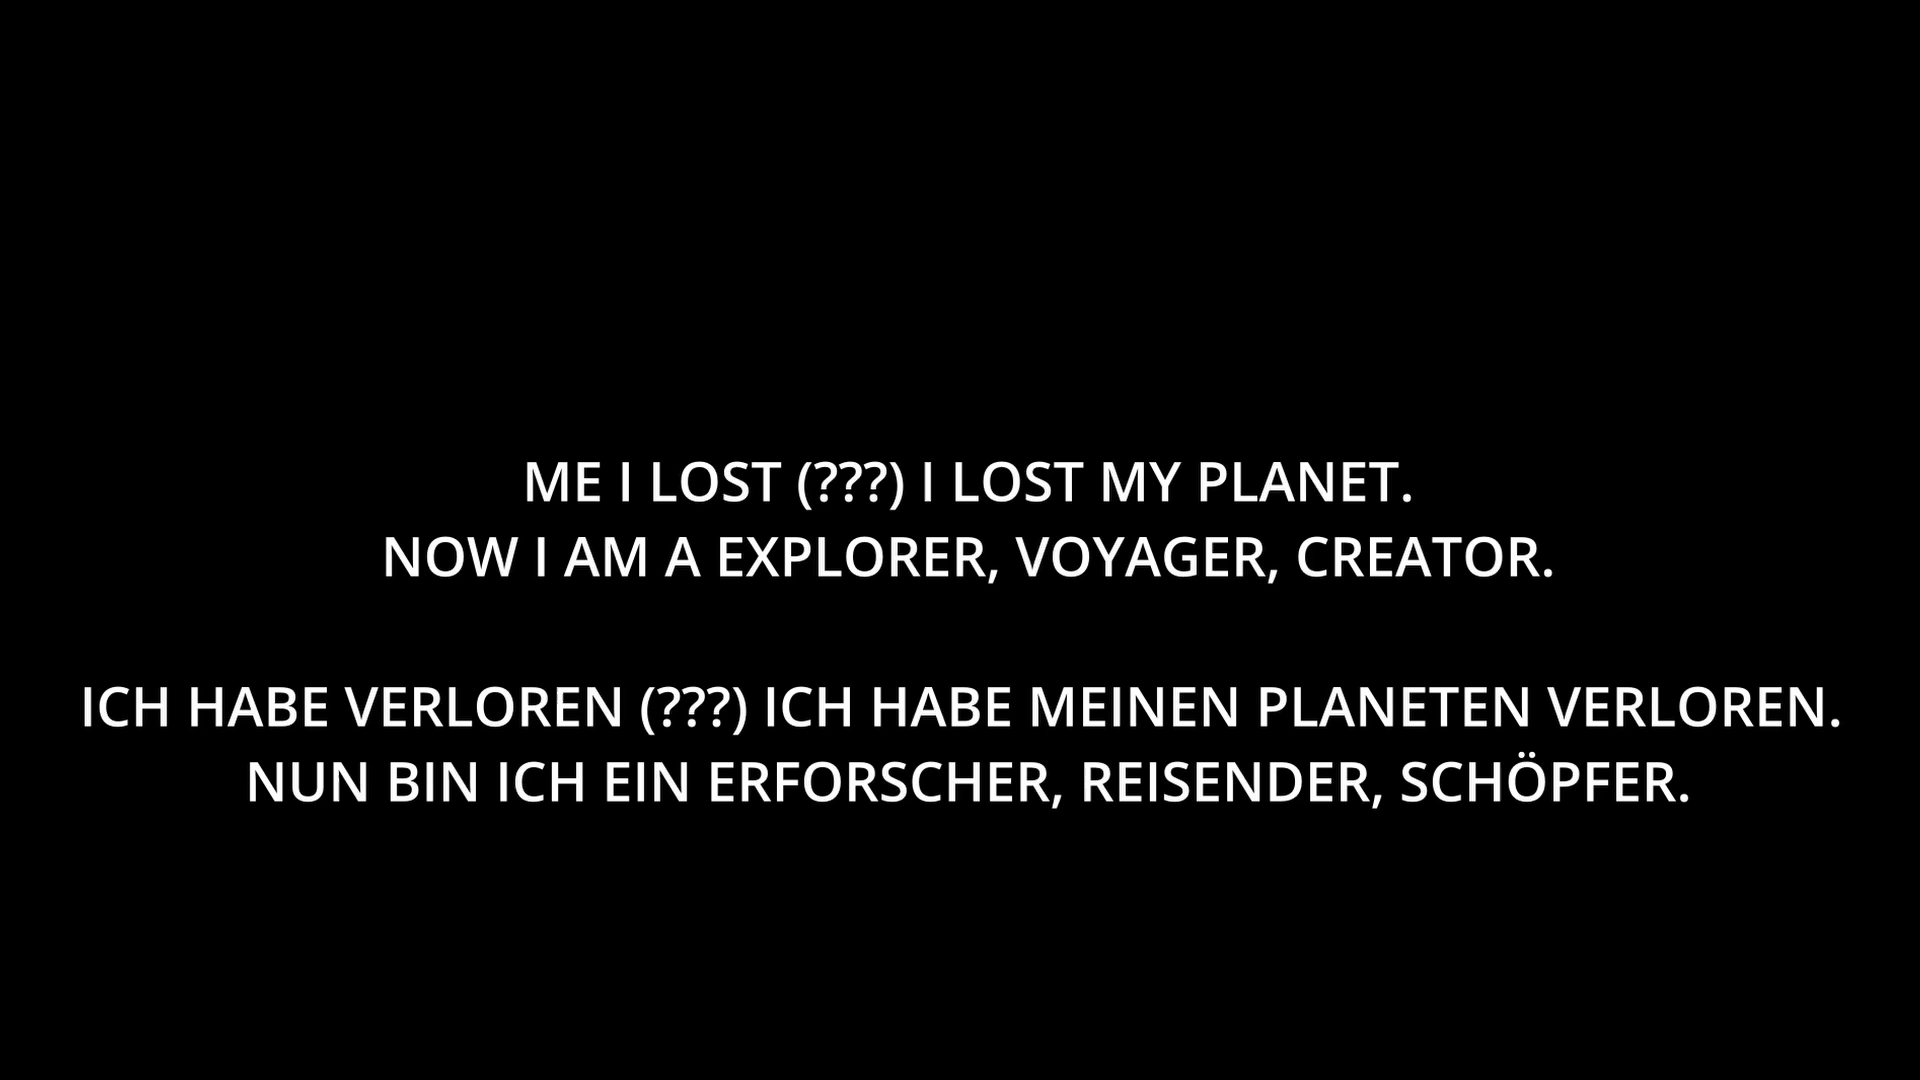 ME I LOST (???) I LOST MY PLANET.
NOW I AM A EXPLORER, VOYAGER, CREATOR.
ICH HABE VERLOREN (???) ICH HABE MEINEN PLANETEN VERLOREN.
NUN BIN ICH EIN ERFORSCHER, REISENDER, SCHÖPFER.